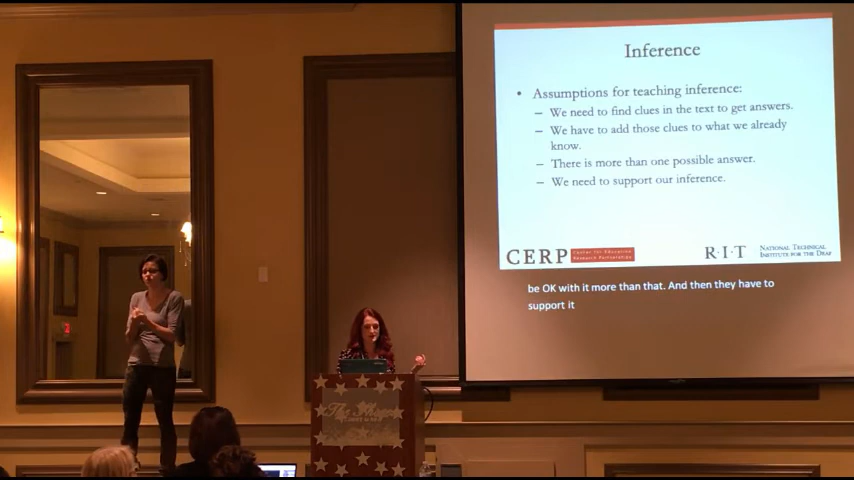 Inference
• Assumptions for teaching inference:
– We need to find clues in the text to get answers.
– We have to add those clues to what we already
know.
– There is more than one possible answer.
– We need to support our inference.
CERP Center for Education
Research Partnerships
R·I·T NATIONAL TECHNICAL
INSTITUTE FOR THE DEAF
be OK with it more than that. And then they have to
support it